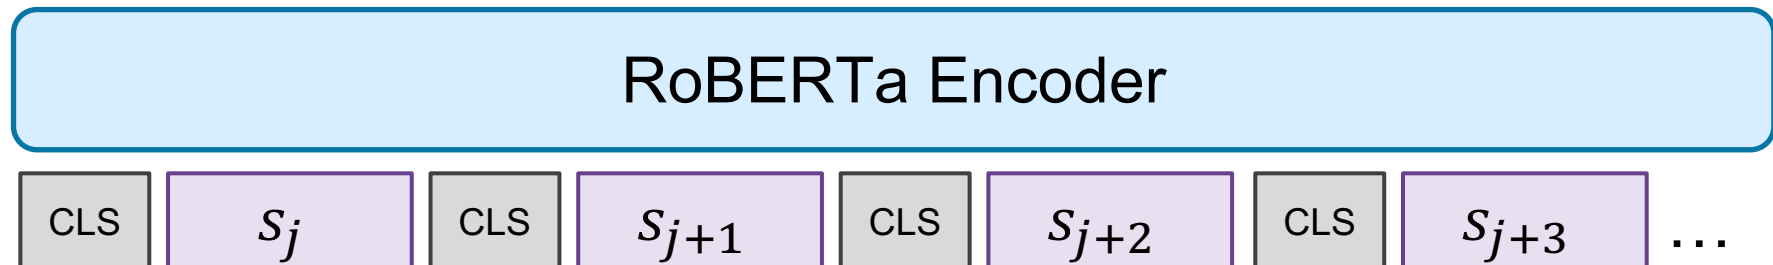 RoBERTa Encoder
CLS s_j CLS s_{j+1} CLS s_{j+2} CLS s_{j+3} ...